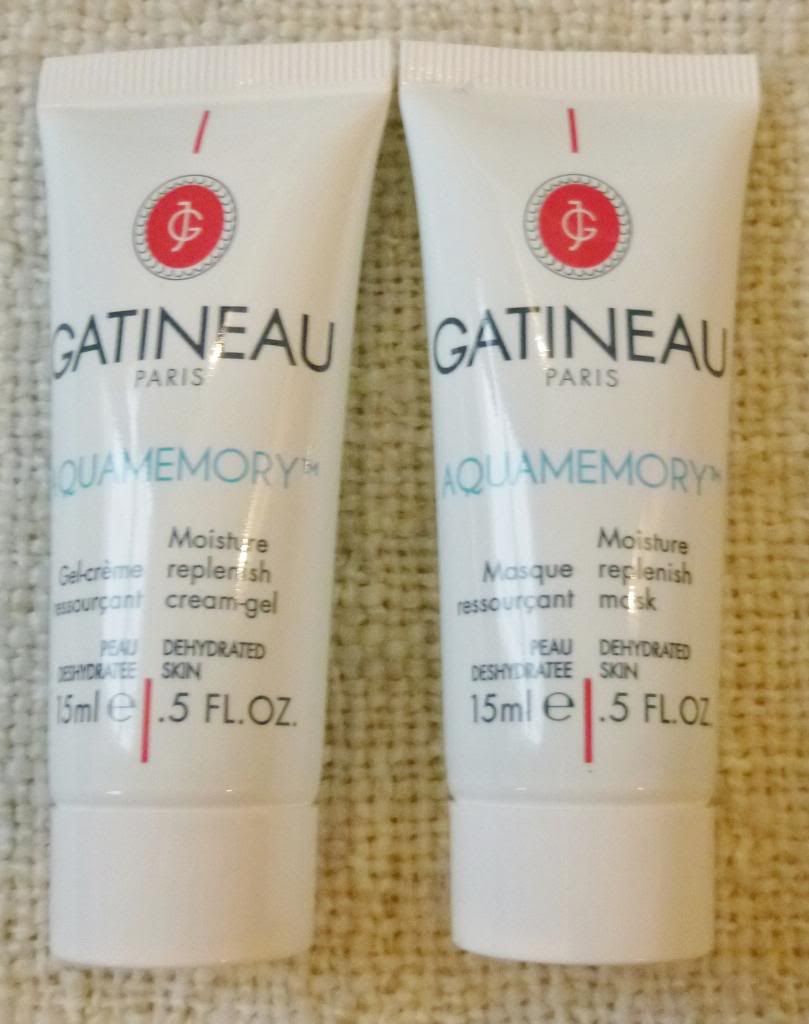 GATINEAU
PARIS
AQUAMEMORY™
Gel-crème
ressourçant
Moisture
replenish
cream-gel
PEAU
DESHYDRATEE
DEHYDRATED
SKIN
15ml e .5 FL.OZ.
GATINEAU
PARIS
AQUAMEMORY™
Masque
ressourçant
Moisture
replenish
mask
PEAU
DESHYDRATEE
DEHYDRATED
SKIN
15ml e .5 FL.OZ